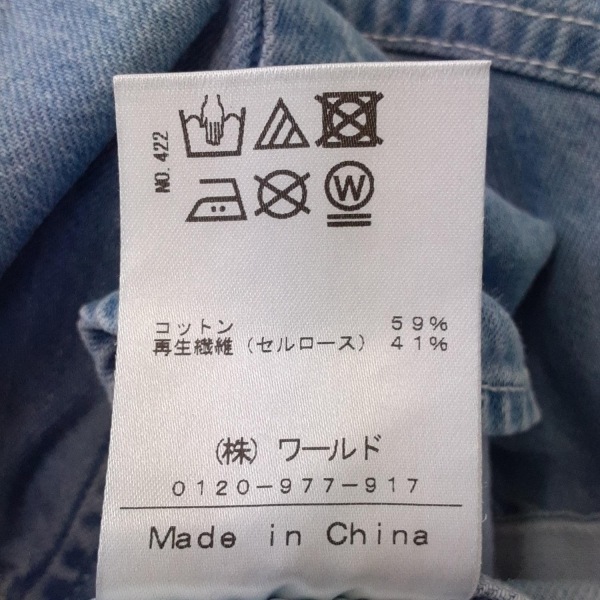 NO. 422
W
コットン 59%
再生繊維 (セルロース) 41%
(株) ワールド
0120-977-917
Made in China